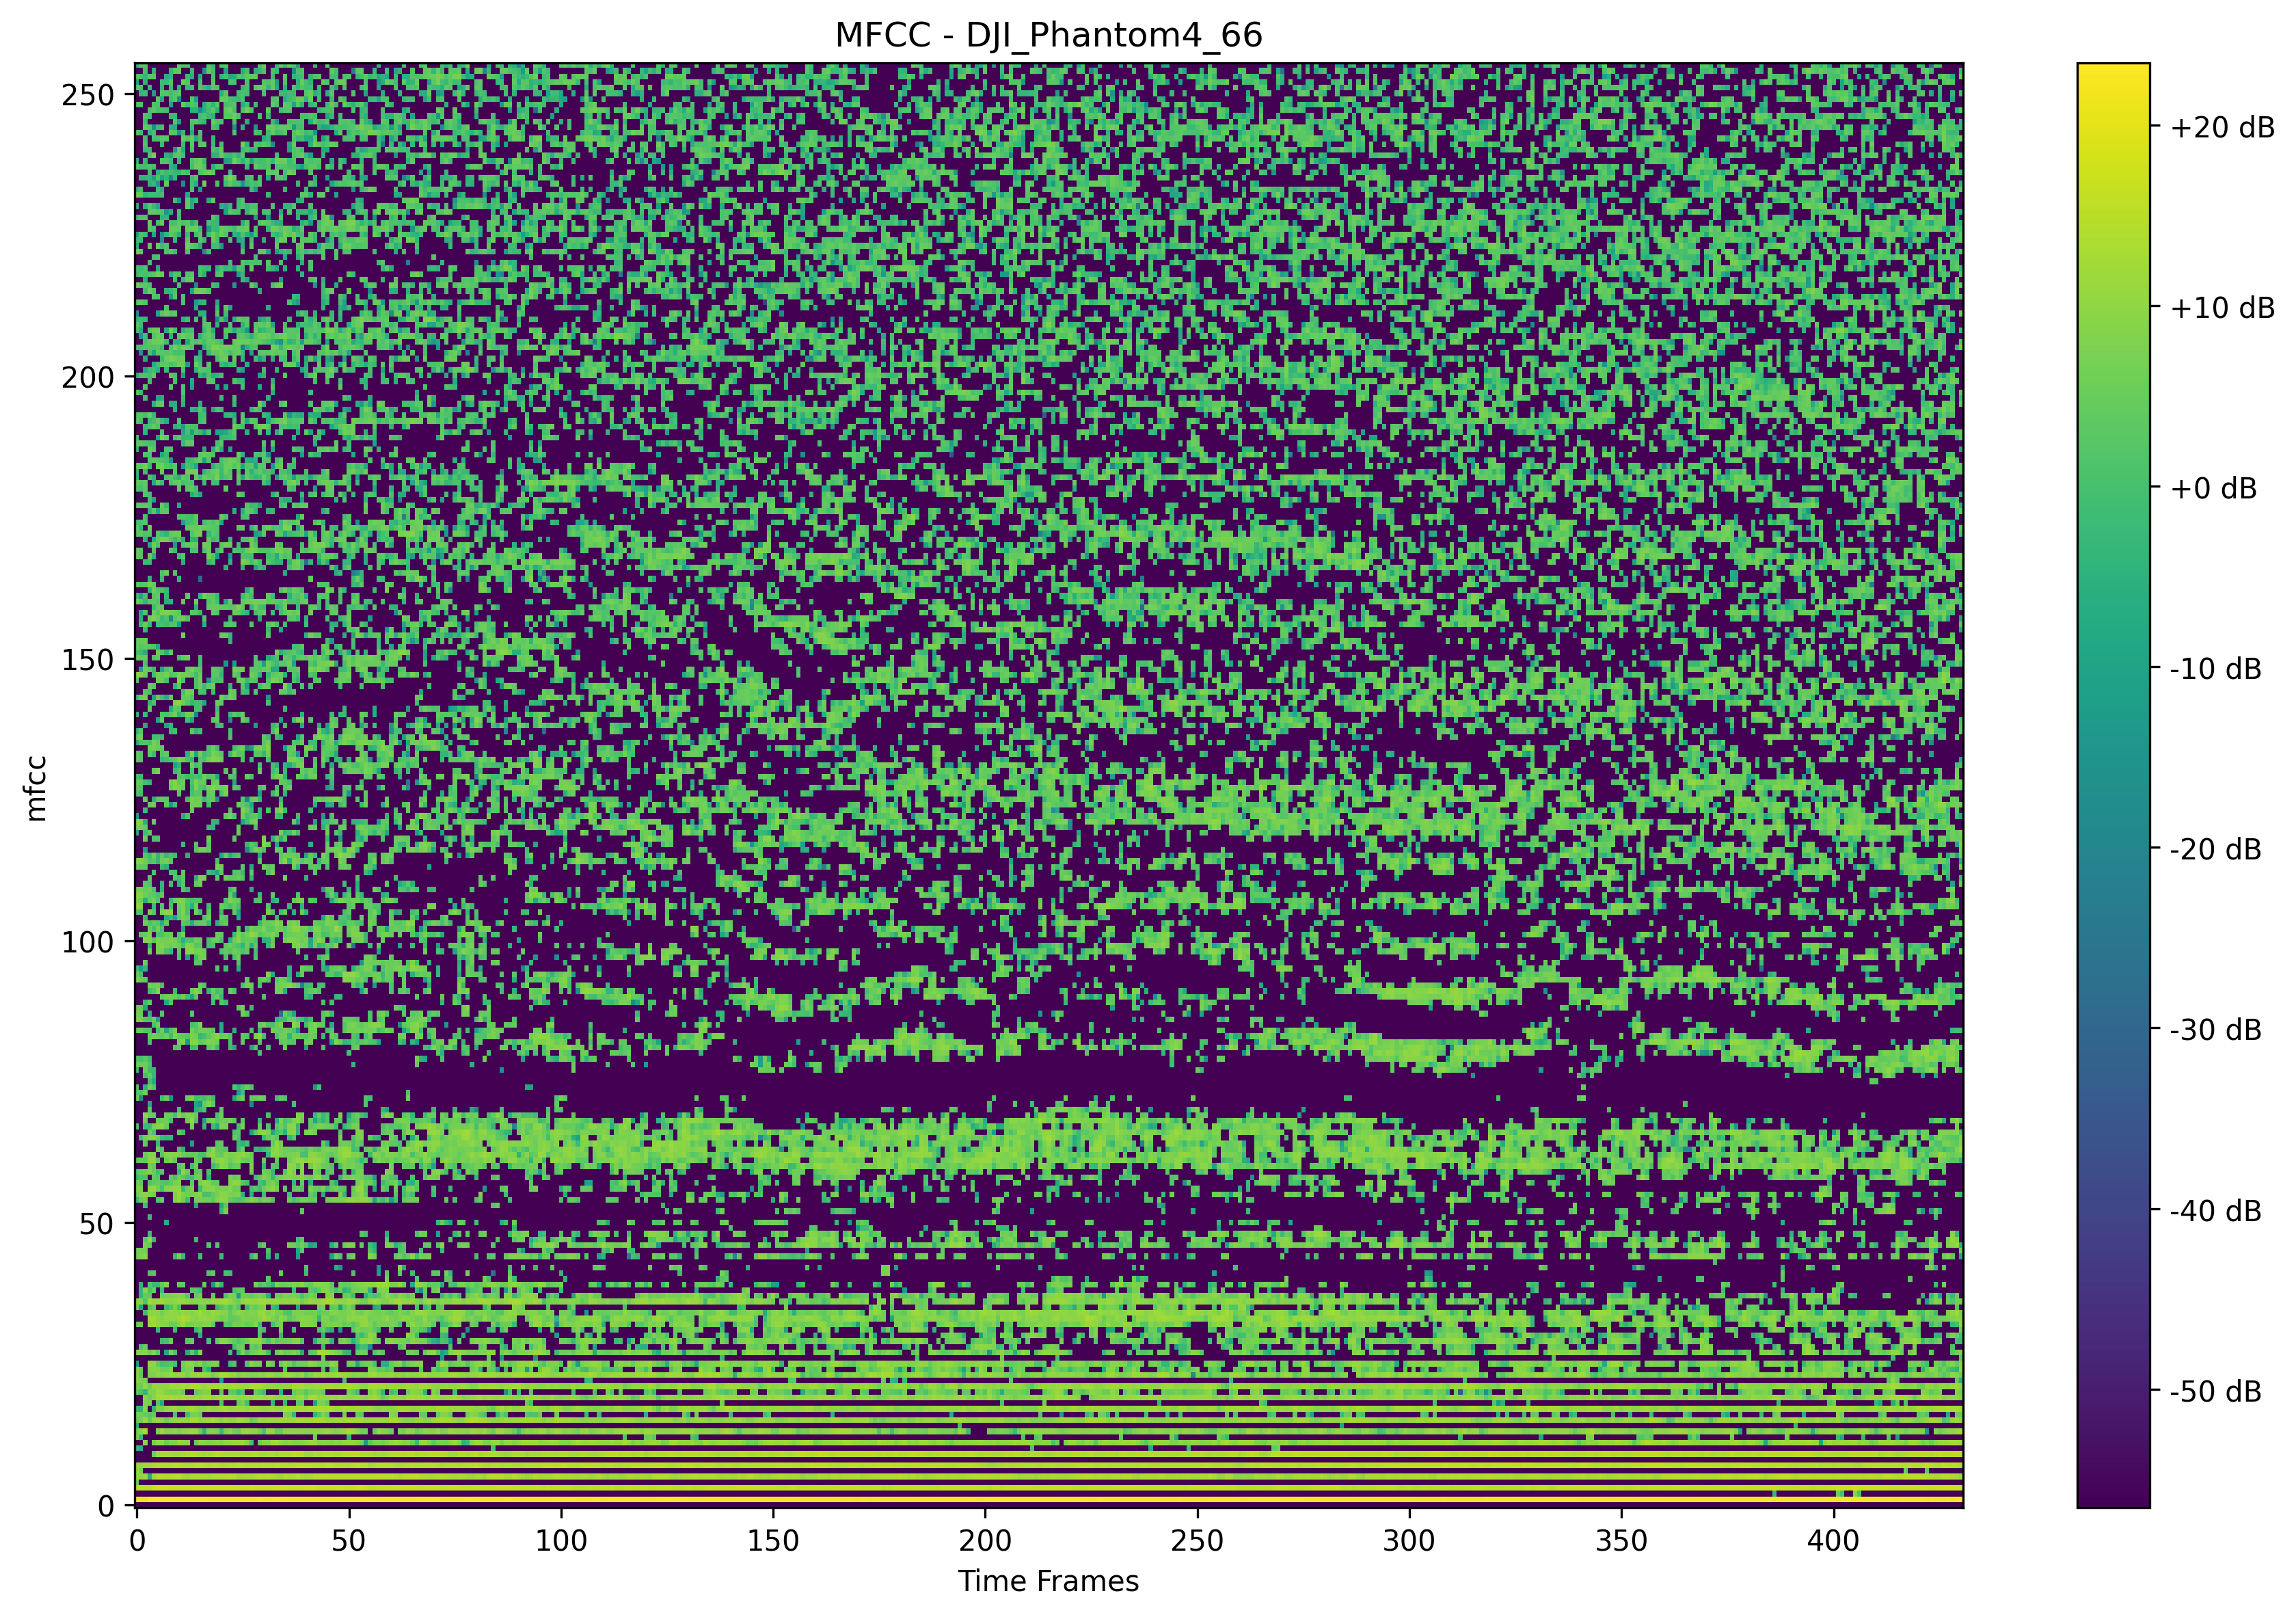 MFCC - DJI_Phantom4_66
250
200
150
100
50
0
mfcc
0 50 100 150 200 250 300 350 400
Time Frames
+20 dB
+10 dB
+0 dB
-10 dB
-20 dB
-30 dB
-40 dB
-50 dB